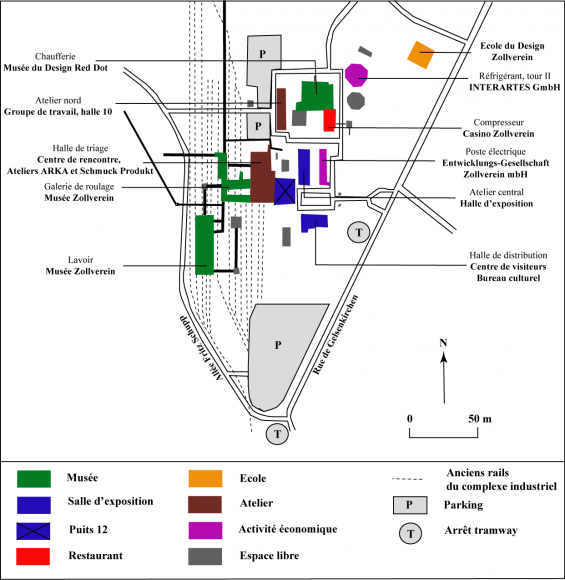 Chaufferie
Musée du Design Red Dot
Atelier nord
Groupe de travail, halle 10
Halle de triage
Centre de rencontre,
Ateliers ARKA et Schmuck Produkt
Galerie de roulage
Musée Zollverein
Lavoir
Musée Zollverein
P
P
P
Ecole du Design
Zollverein
Réfrigérant, tour II
INTERARTES GmbH
Compresseur
Casino Zollverein
Poste électrique
Entwicklungs-Gesellschaft
Zollverein mbH
Atelier central
Halle d'exposition
T
Halle de distribution
Centre de visiteurs
Bureau culturel
Allée Fritz Schupp
Rue de Gelsenkirchen
N
0 50 m
T
Musée
Salle d'exposition
Puits 12
Restaurant
Ecole
Atelier
Activité économique
Espace libre
Anciens rails
du complexe industriel
P Parking
T Arrêt tramway